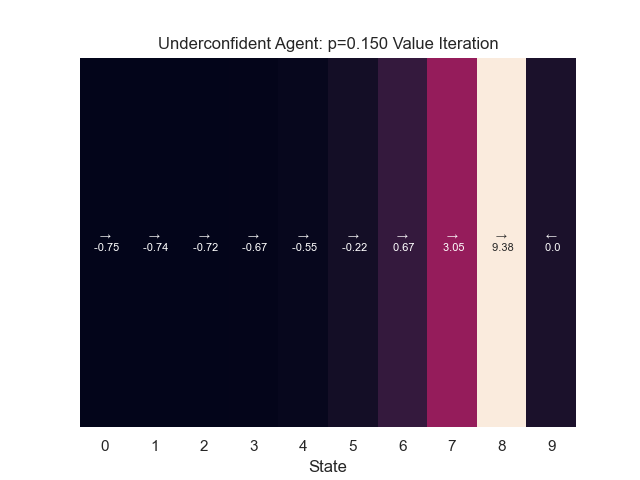 Underconfident Agent: p=0.150 Value Iteration
→ → → → → → → → → ←
-0.75 -0.74 -0.72 -0.67 -0.55 -0.22 0.67 3.05 9.38 0.0
0 1 2 3 4 5 6 7 8 9
State